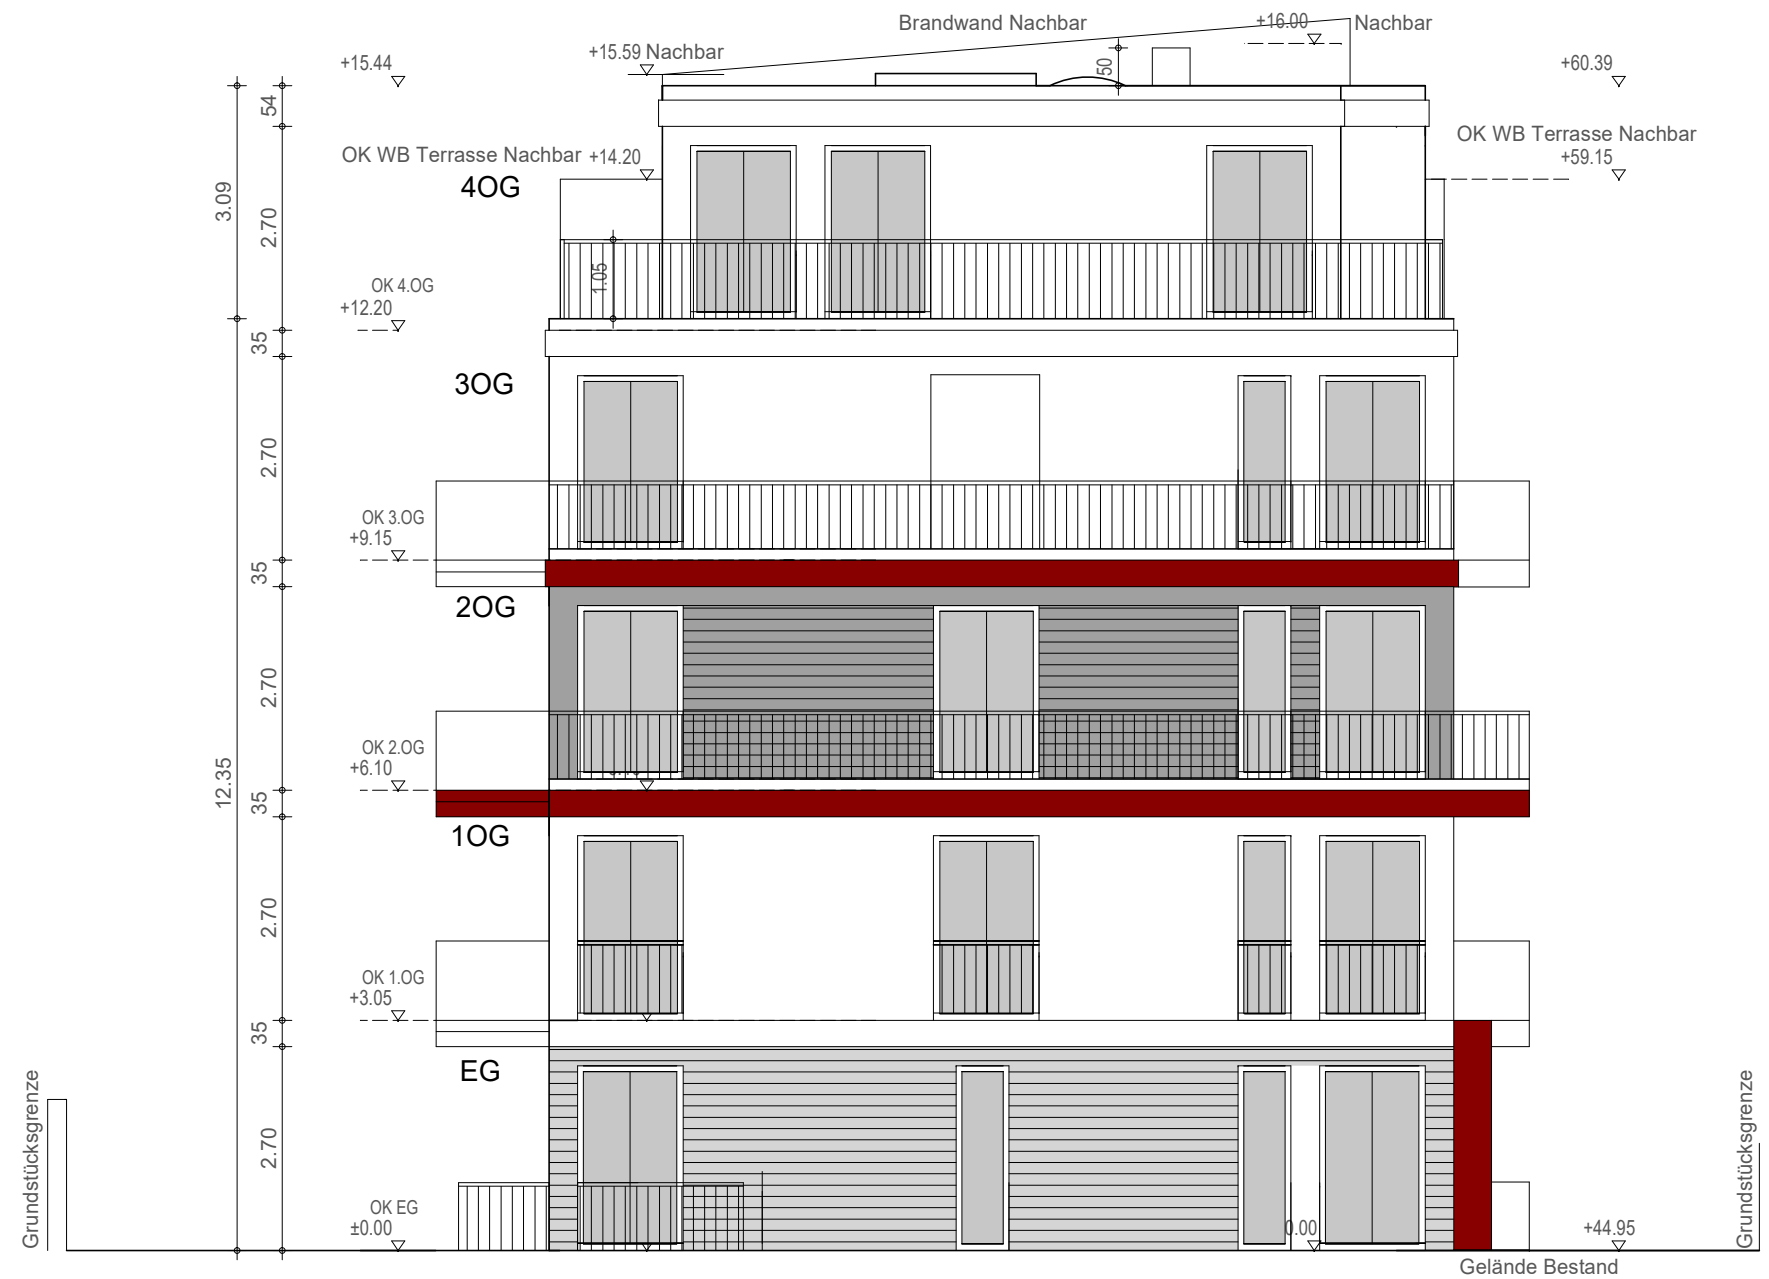 Brandwand Nachbar
+16.00
Nachbar
+15.59 Nachbar
+15.44
50
+60.39
54
OK WB Terrasse Nachbar +14.20
OK WB Terrasse Nachbar
+59.15
4OG
3.09
2.70
1.05
OK 4.OG
+12.20
35
3OG
2.70
OK 3.OG
+9.15
35
2OG
2.70
OK 2.OG
+6.10
12.35
35
1OG
2.70
OK 1.OG
+3.05
35
EG
Grundstücksgrenze
2.70
OK EG
±0.00
0.00
+44.95
Grundstücksgrenze
Gelände Bestand